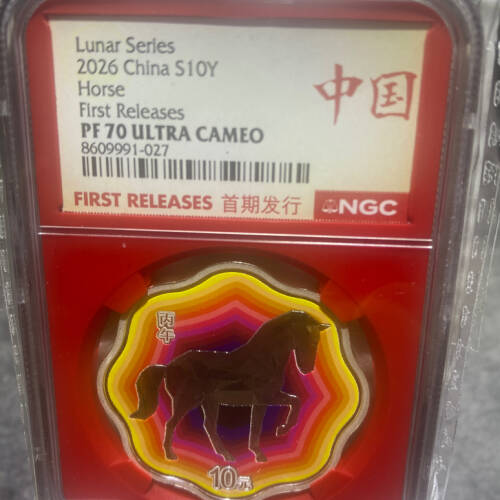 Lunar Series
2026 China S10Y
Horse
First Releases
PF 70 ULTRA CAMEO
8609991-027
中国
FIRST RELEASES 首期发行
NGC
丙午
10元